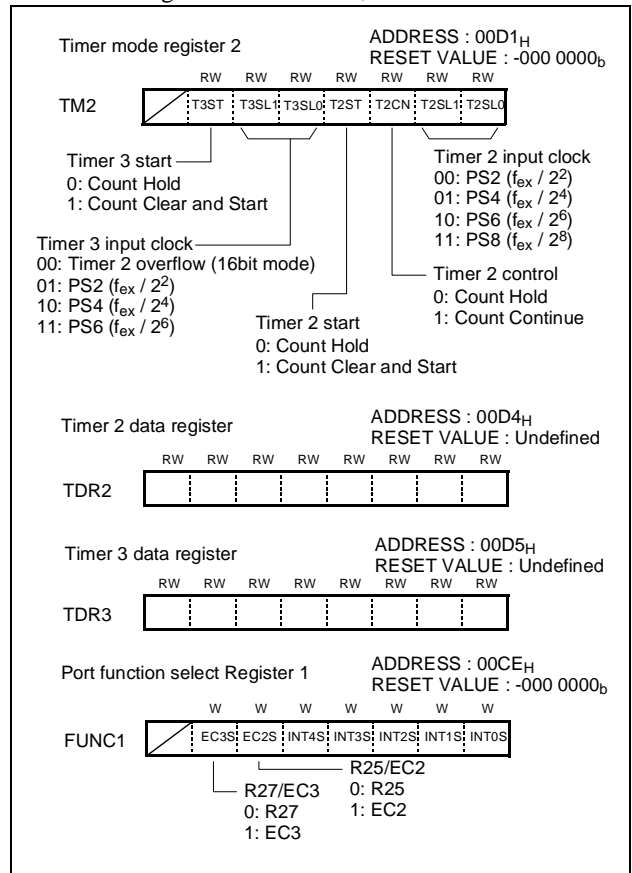 Timer mode register 2
ADDRESS : 00D1H
RESET VALUE : -000 0000b
RW RW RW RW RW RW RW
TM2
T3ST T3SL1 T3SL0 T2ST T2CN T2SL1 T2SL0
Timer 3 start
0: Count Hold
1: Count Clear and Start
Timer 2 input clock
00: PS2 (fex / 2²)
01: PS4 (fex / 2⁴)
10: PS6 (fex / 2⁶)
11: PS8 (fex / 2⁸)
Timer 3 input clock
00: Timer 2 overflow (16bit mode)
01: PS2 (fex / 2²)
10: PS4 (fex / 2⁴)
11: PS6 (fex / 2⁶)
Timer 2 control
0: Count Hold
1: Count Continue
Timer 2 start
0: Count Hold
1: Count Clear and Start
Timer 2 data register
ADDRESS : 00D4H
RESET VALUE : Undefined
RW RW RW RW RW RW RW RW
TDR2
Timer 3 data register
ADDRESS : 00D5H
RESET VALUE : Undefined
RW RW RW RW RW RW RW RW
TDR3
Port function select Register 1
ADDRESS : 00CEH
RESET VALUE : -000 0000b
W W W W W W W
FUNC1
EC3S EC2S INT4S INT3S INT2S INT1S INT0S
R25/EC2
0: R25
1: EC2
R27/EC3
0: R27
1: EC3